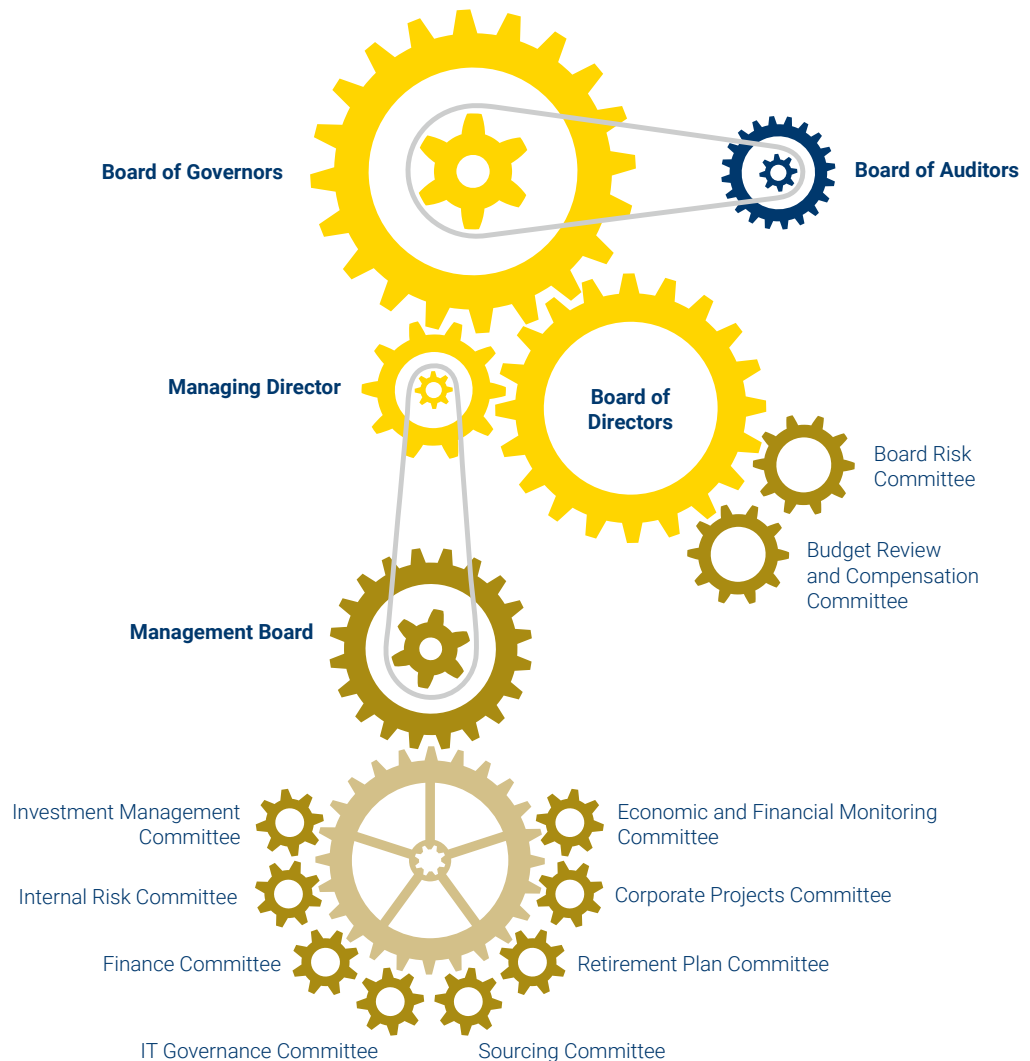 Board of Governors
Board of Auditors
Managing Director
Board of
Directors
Board Risk
Committee
Budget Review
and Compensation
Committee
Management Board
Investment Management
Committee
Economic and Financial Monitoring
Committee
Internal Risk Committee
Corporate Projects Committee
Finance Committee
Retirement Plan Committee
IT Governance Committee
Sourcing Committee